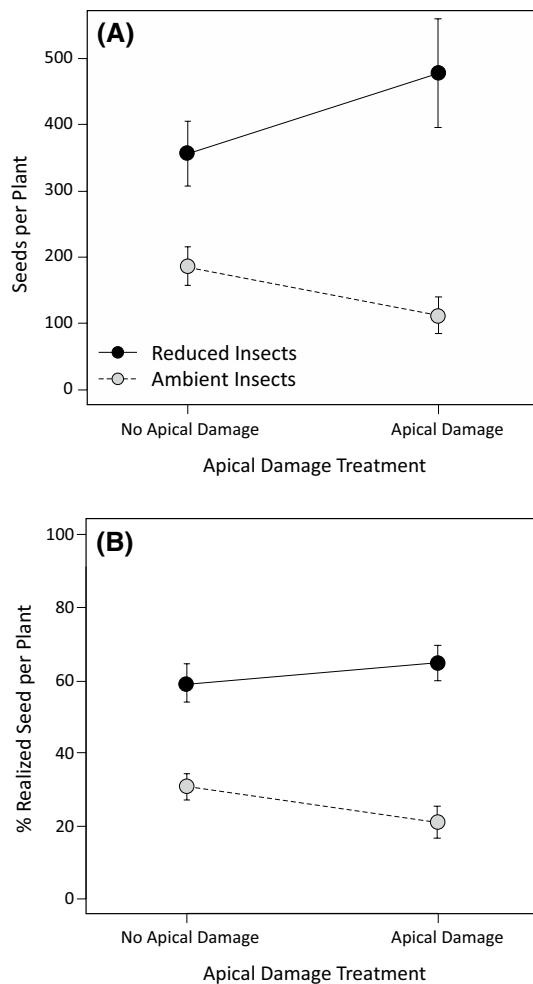 (A)
500
400
300
200
100
0
Seeds per Plant
Reduced Insects
Ambient Insects
No Apical Damage
Apical Damage
Apical Damage Treatment
(B)
100
80
60
40
20
0
% Realized Seed per Plant
No Apical Damage
Apical Damage
Apical Damage Treatment